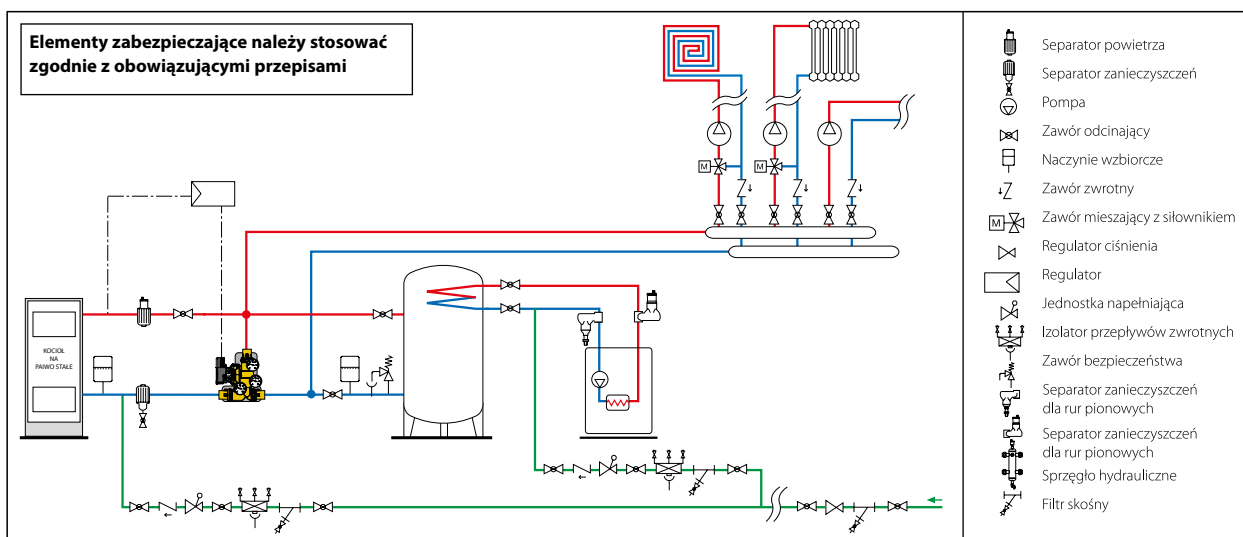 Elementy zabezpieczające należy stosować
zgodnie z obowiązującymi przepisami
M
M
KOCIOŁ
NA
PAIWO STAŁE
Separator powietrza
Separator zanieczyszczeń
Pompa
Zawór odcinający
Naczynie wzbiorcze
Zawór zwrotny
M
Zawór mieszający z siłownikiem
Regulator ciśnienia
Regulator
Jednostka napełniająca
Izolator przepływów zwrotnych
Zawór bezpieczeństwa
Separator zanieczyszczeń
dla rur pionowych
Separator zanieczyszczeń
dla rur pionowych
Sprzęgło hydrauliczne
Filtr skośny